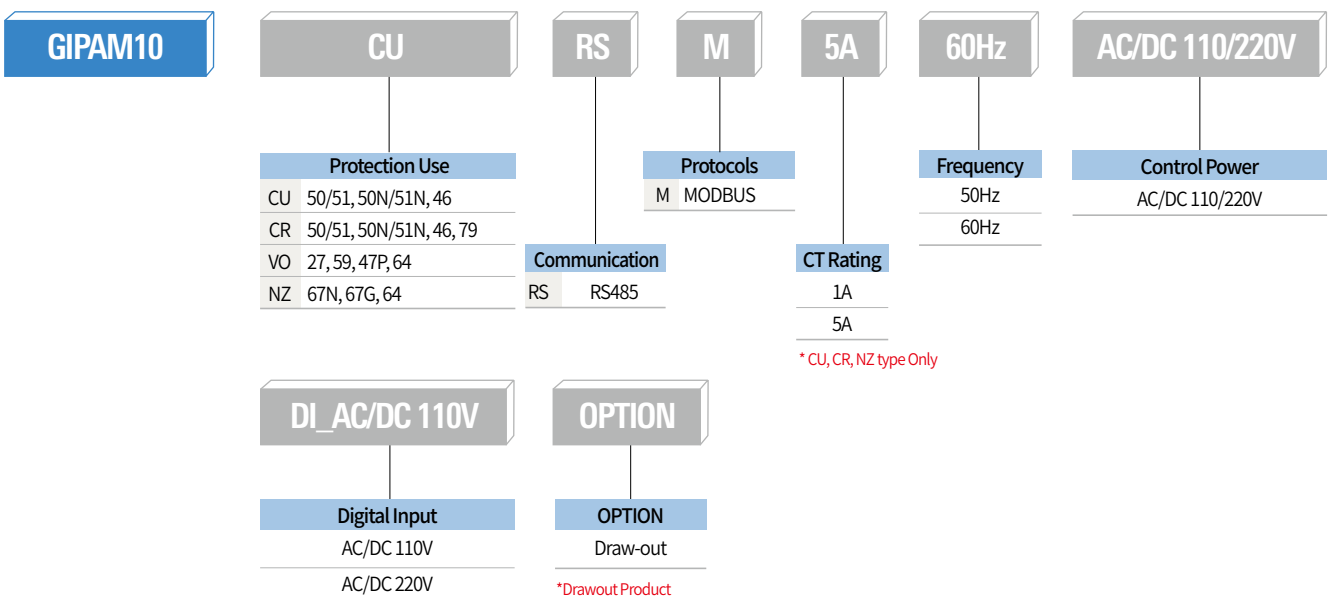 GIPAM10 CU RS M 5A 60Hz AC/DC 110/220V
Protection Use
CU 50/51, 50N/51N, 46
CR 50/51, 50N/51N, 46, 79
VO 27, 59, 47P, 64
NZ 67N, 67G, 64
Communication
RS RS485
Protocols
M MODBUS
CT Rating
1A
5A
* CU, CR, NZ type Only
Frequency
50Hz
60Hz
Control Power
AC/DC 110/220V
DI_AC/DC 110V OPTION
Digital Input
AC/DC 110V
AC/DC 220V
OPTION
Draw-out
*Drawout Product